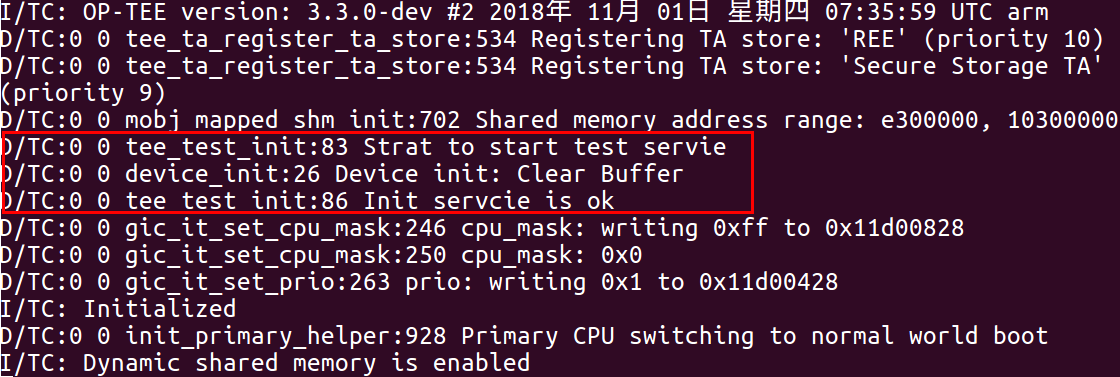 I/TC: OP-TEE version: 3.3.0-dev #2 2018年 11月 01日 星期四 07:35:59 UTC arm
D/TC:0 0 tee_ta_register_ta_store:534 Registering TA store: 'REE' (priority 10)
D/TC:0 0 tee_ta_register_ta_store:534 Registering TA store: 'Secure Storage TA'
(priority 9)
D/TC:0 0 mobj_mapped_shm_init:702 Shared memory address range: e300000, 10300000
D/TC:0 0 tee_test_init:83 Strat to start test servie
D/TC:0 0 device_init:26 Device init: Clear Buffer
D/TC:0 0 tee_test_init:86 Init servcie is ok
D/TC:0 0 gic_it_set_cpu_mask:246 cpu_mask: writing 0xff to 0x11d00828
D/TC:0 0 gic_it_set_cpu_mask:250 cpu_mask: 0x0
D/TC:0 0 gic_it_set_prio:263 prio: writing 0x1 to 0x11d00428
I/TC: Initialized
D/TC:0 0 init_primary_helper:928 Primary CPU switching to normal world boot
I/TC: Dynamic shared memory is enabled